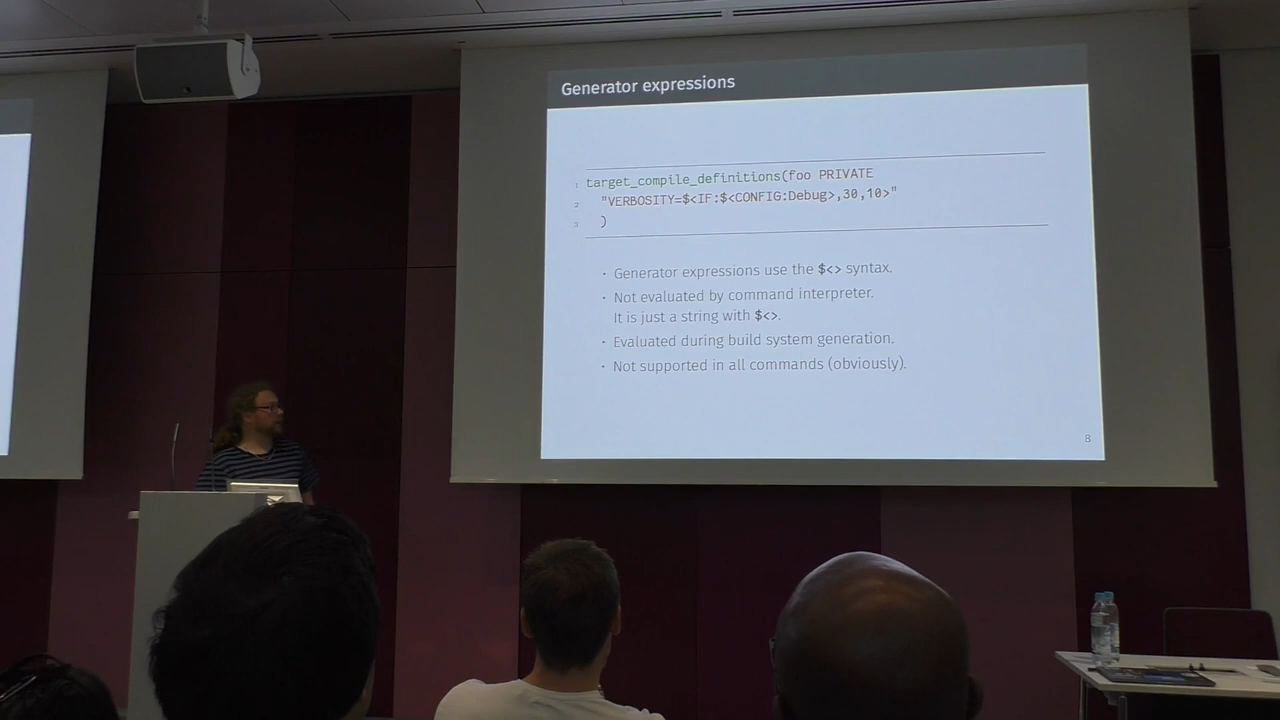 Generator expressions
1 target_compile_definitions(foo PRIVATE
2 "VERBOSITY=$<IF:$<CONFIG:Debug>,30,10>"
3 )
· Generator expressions use the $<> syntax.
· Not evaluated by command interpreter.
It is just a string with $<>.
· Evaluated during build system generation.
· Not supported in all commands (obviously).
8